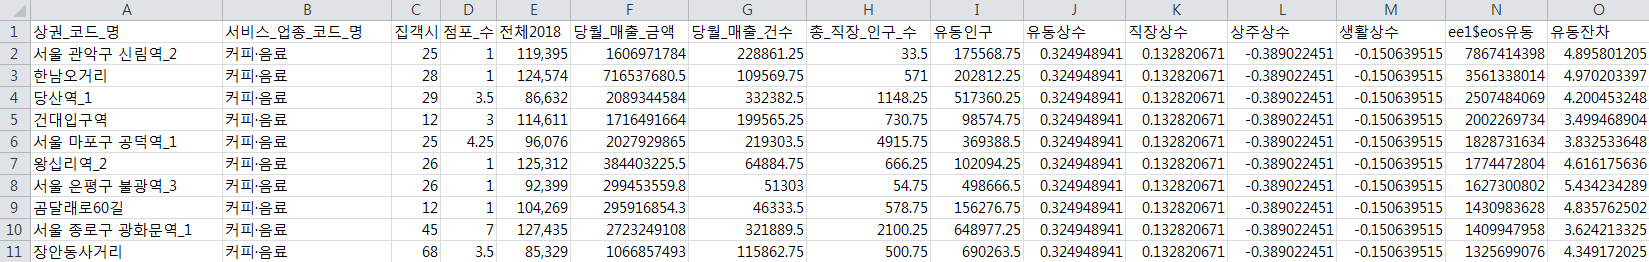 A B C D E F G H I J K L M N O
1 상권_코드_명 서비스_업종_코드_명 집객시 점포_수 전체2018 당월_매출_금액 당월_매출_건수 총_직장_인구_수 유동인구 유동상수 직장상수 상주상수 생활상수 ee1$eos유동 유동잔차
2 서울 관악구 신림역_2 커피·음료 25 1 119,395 1606971784 228861.25 33.5 175568.75 0.324948941 0.132820671 -0.389022451 -0.150639515 7867414398 4.895801205
3 한남오거리 커피·음료 28 1 124,574 716537680.5 109569.75 571 202812.25 0.324948941 0.132820671 -0.389022451 -0.150639515 3561338014 4.970203397
4 당산역_1 커피·음료 29 3.5 86,632 2089344584 332382.5 1148.25 517360.25 0.324948941 0.132820671 -0.389022451 -0.150639515 2507484069 4.200453248
5 건대입구역 커피·음료 12 3 114,611 1716491664 199565.25 730.75 98574.75 0.324948941 0.132820671 -0.389022451 -0.150639515 2002269734 3.499468904
6 서울 마포구 공덕역_1 커피·음료 25 4.25 96,076 2027929865 219303.5 4915.75 369388.5 0.324948941 0.132820671 -0.389022451 -0.150639515 1828731634 3.832533648
7 왕십리역_2 커피·음료 26 1 125,312 384403225.5 64884.75 666.25 102094.25 0.324948941 0.132820671 -0.389022451 -0.150639515 1774472804 4.616175636
8 서울 은평구 불광역_3 커피·음료 26 1 92,399 299453559.8 51303 54.75 498666.5 0.324948941 0.132820671 -0.389022451 -0.150639515 1627300802 5.434234289
9 곰달래로60길 커피·음료 12 1 104,269 295916854.3 46333.5 578.75 156276.75 0.324948941 0.132820671 -0.389022451 -0.150639515 1430983628 4.835762502
10 서울 종로구 광화문역_1 커피·음료 45 7 127,435 2723249108 321889.5 2100.25 648977.25 0.324948941 0.132820671 -0.389022451 -0.150639515 1409947958 3.624213325
11 장안동사거리 커피·음료 68 3.5 85,329 1066857493 115862.75 500.75 690263.5 0.324948941 0.132820671 -0.389022451 -0.150639515 1325699076 4.349172025